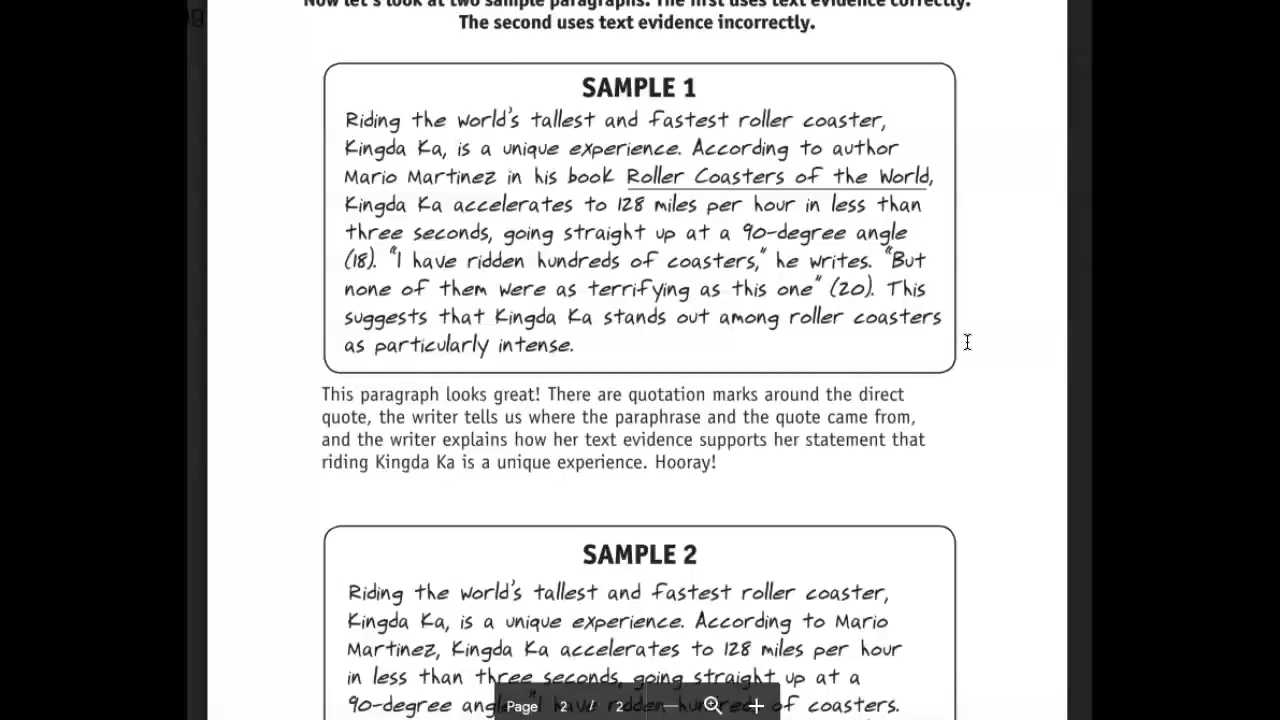 Now let's look at two sample paragraphs. The first uses text evidence correctly.
The second uses text evidence incorrectly.
SAMPLE 1
Riding the world's tallest and fastest roller coaster,
Kingda Ka, is a unique experience. According to author
Mario Martinez in his book Roller Coasters of the World,
Kingda Ka accelerates to 128 miles per hour in less than
three seconds, going straight up at a 90-degree angle
(18). "I have ridden hundreds of coasters," he writes. "But
none of them were as terrifying as this one" (20). This
suggests that Kingda Ka stands out among roller coasters
as particularly intense.
This paragraph looks great! There are quotation marks around the direct
quote, the writer tells us where the paraphrase and the quote came from,
and the writer explains how her text evidence supports her statement that
riding Kingda Ka is a unique experience. Hooray!
SAMPLE 2
Riding the world's tallest and fastest roller coaster,
Kingda Ka, is a unique experience. According to Mario
Martinez, Kingda Ka accelerates to 128 miles per hour
in less than three seconds, going straight up at a
90-degree angle. "I have ridden hundreds of coasters.
Page 2 / 2